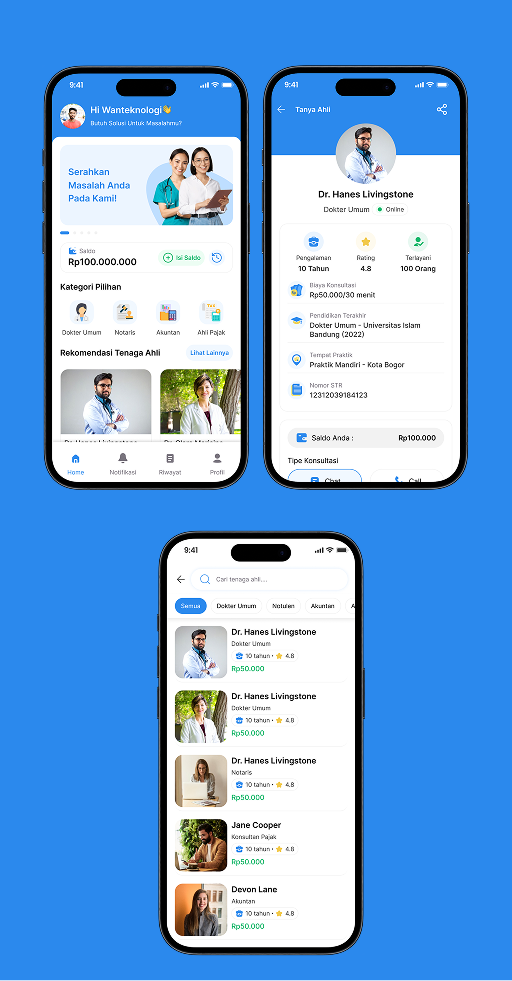 9:41
Hi Wanteknologi👋
Butuh Solusi Untuk Masalahmu?
Serahkan
Masalah Anda
Pada Kami!
Saldo
Rp100.000.000
Isi Saldo
Kategori Pilihan
Dokter Umum
Notaris
Akuntan
Ahli Pajak
Rekomendasi Tenaga Ahli
Lihat Lainnya
Dr. Hanes Livingstone
Home
Notifikasi
Riwayat
Profil
9:41
Tanya Ahli
Dr. Hanes Livingstone
Dokter Umum
Online
Pengalaman
10 Tahun
Rating
4.8
Terlayani
100 Orang
Biaya Konsultasi
Rp50.000/30 menit
Pendidikan Terakhir
Dokter Umum - Universitas Islam
Bandung (2022)
Tempat Praktik
Praktik Mandiri - Kota Bogor
Nomor STR
12312039184123
Saldo Anda :
Rp100.000
Tipe Konsultasi
Chat
Call
9:41
Cari tenaga ahli....
Semua
Dokter Umum
Notulen
Akuntan
A
Dr. Hanes Livingstone
Dokter Umum
10 tahun • 4.8
Rp50.000
Dr. Hanes Livingstone
Dokter Umum
10 tahun • 4.8
Rp50.000
Dr. Hanes Livingstone
Notaris
10 tahun • 4.8
Rp50.000
Jane Cooper
Konsultan Pajak
10 tahun • 4.8
Rp50.000
Devon Lane
Akuntan
10 tahun • 4.8
Rp50.000